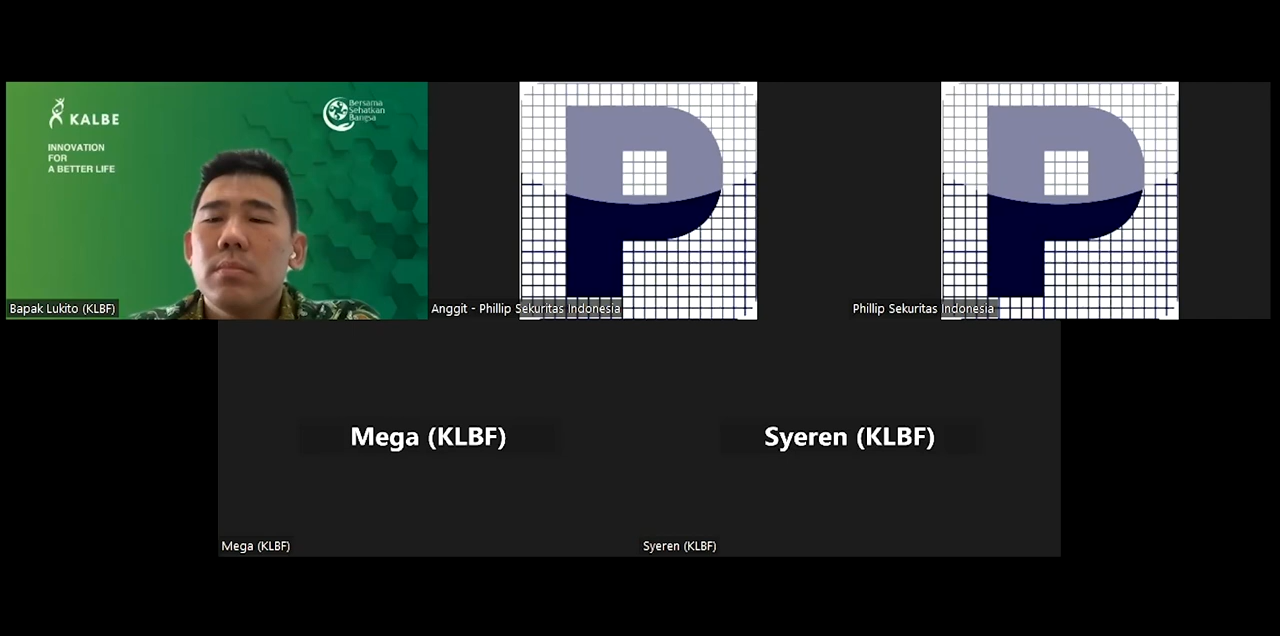 KALBE
INNOVATION
FOR
A BETTER LIFE
Bersama
Sehatkan
Bangsa
Bapak Lukito (KLBF)
Anggit - Phillip Sekuritas Indonesia
Phillip Sekuritas Indonesia
Mega (KLBF)
Syeren (KLBF)
Mega (KLBF)
Syeren (KLBF)